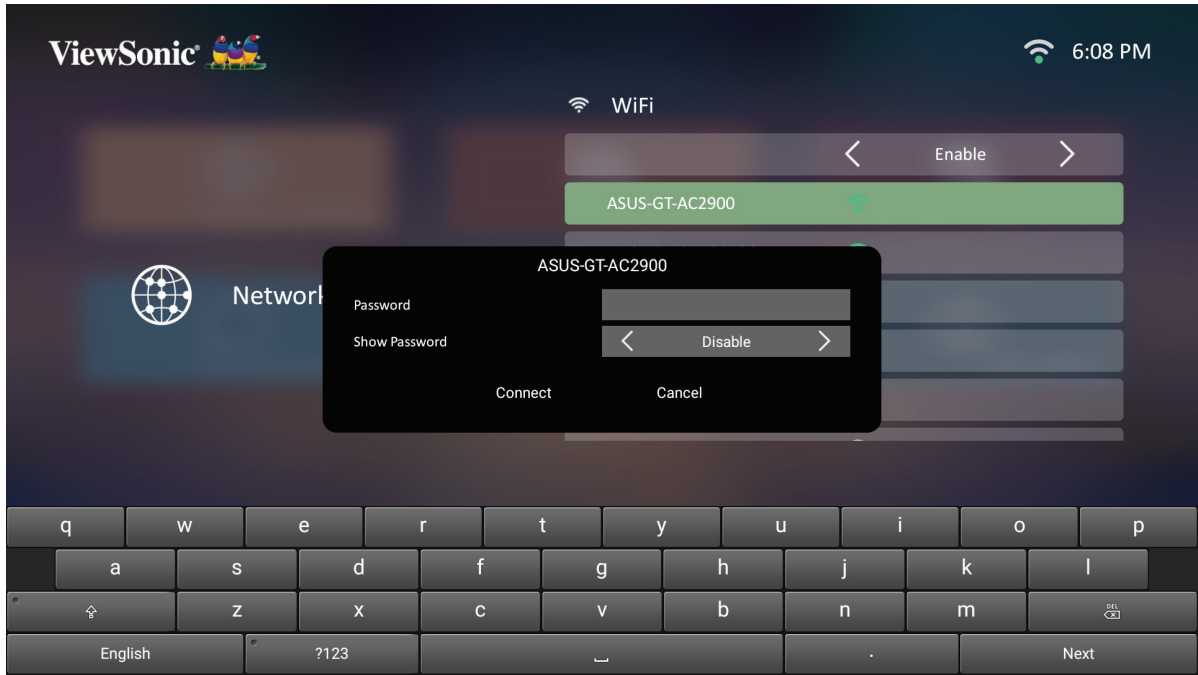 ViewSonic
6:08 PM
WiFi
Enable
ASUS-GT-AC2900
ASUS-GT-AC2900
Network
Password
Show Password
Disable
Connect Cancel
q w e r t y u i o p
a s d f g h j k l
z x c v b n m DEL
English ?123 . Next